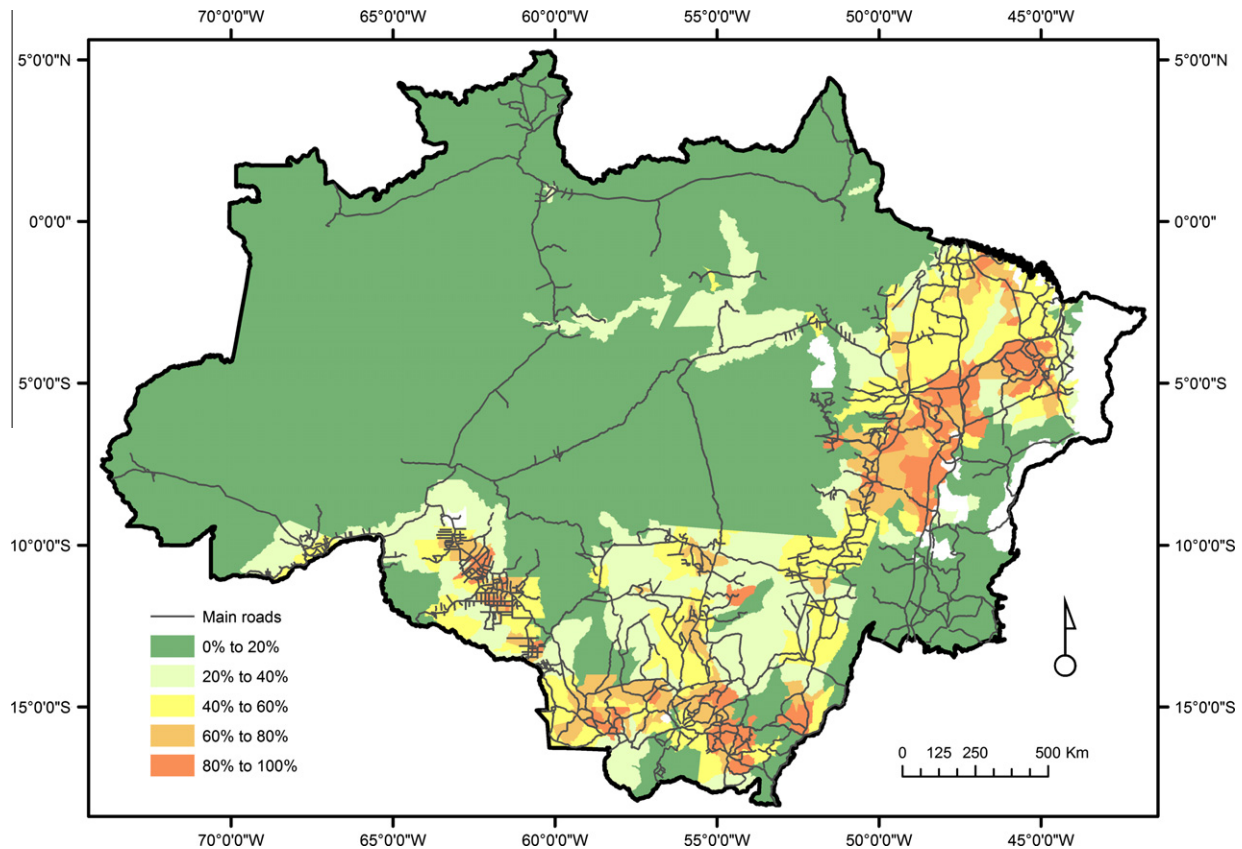 70°0'0"W 65°0'0"W 60°0'0"W 55°0'0"W 50°0'0"W 45°0'0"W
5°0'0"N 5°0'0"N
0°0'0" 0°0'0"
5°0'0"S 5°0'0"S
10°0'0"S 10°0'0"S
15°0'0"S 15°0'0"S
Main roads
0% to 20%
20% to 40%
40% to 60%
60% to 80%
80% to 100%
0 125 250 500 Km
70°0'0"W 65°0'0"W 60°0'0"W 55°0'0"W 50°0'0"W 45°0'0"W